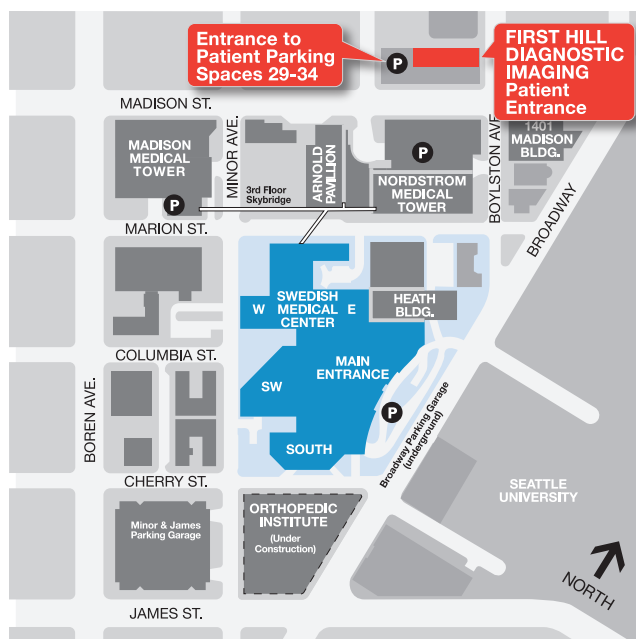 Entrance to
Patient Parking
Spaces 29-34
P
FIRST HILL
DIAGNOSTIC
IMAGING
Patient
Entrance
MADISON ST.
MADISON
MEDICAL
TOWER
P
MINOR AVE.
ARNOLD
PAVILLION
3rd Floor
Skybridge
P
NORDSTROM
MEDICAL
TOWER
BOYLSTON AVE.
1401
MADISON
BLDG.
BROADWAY
MARION ST.
W
SWEDISH
MEDICAL
CENTER
E
HEATH
BLDG.
MAIN
ENTRANCE
COLUMBIA ST.
SW
P
BOREN AVE.
SOUTH
Broadway Parking Garage
(underground)
SEATTLE
UNIVERSITY
CHERRY ST.
Minor & James
Parking Garage
ORTHOPEDIC
INSTITUTE
(Under
Construction)
NORTH
JAMES ST.